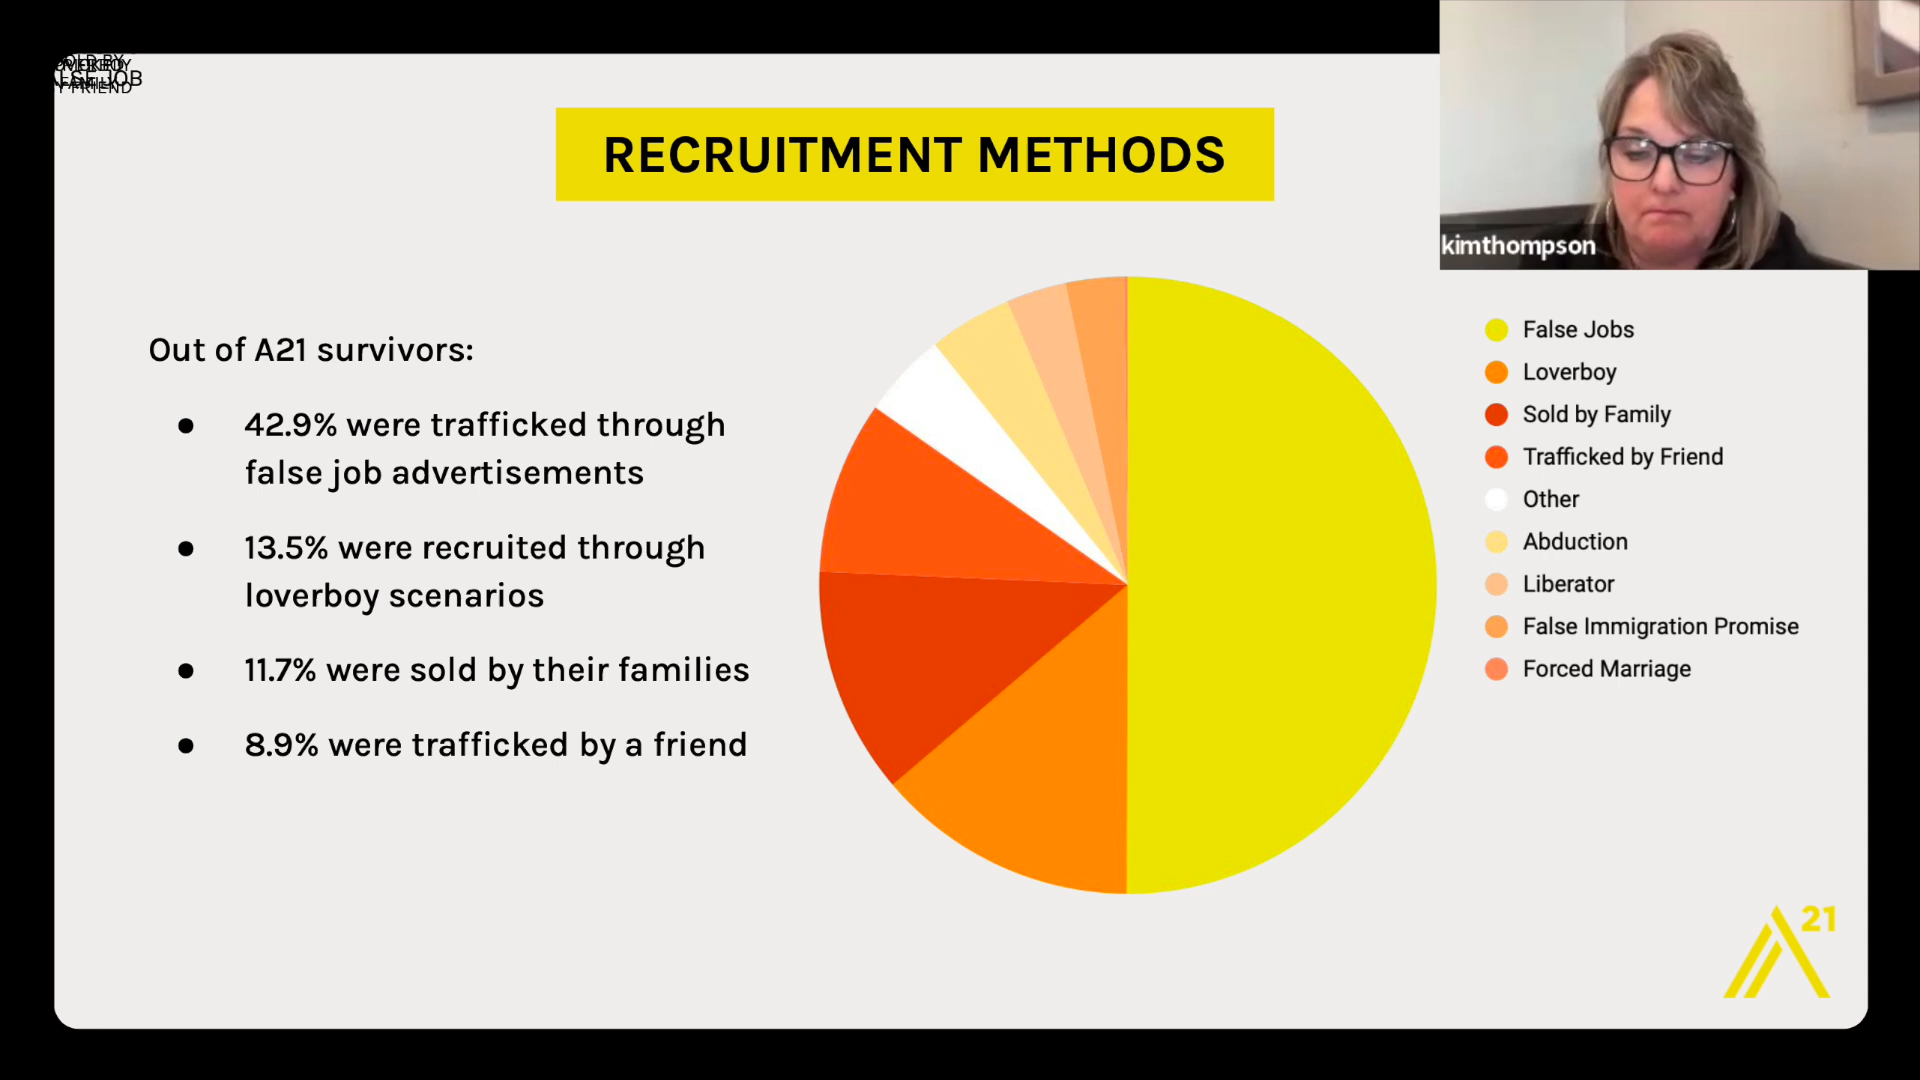 RECRUITMENT METHODS
kimthompson
Out of A21 survivors:
● 42.9% were trafficked through
false job advertisements
● 13.5% were recruited through
loverboy scenarios
● 11.7% were sold by their families
● 8.9% were trafficked by a friend
False Jobs
Loverboy
Sold by Family
Trafficked by Friend
Other
Abduction
Liberator
False Immigration Promise
Forced Marriage
21